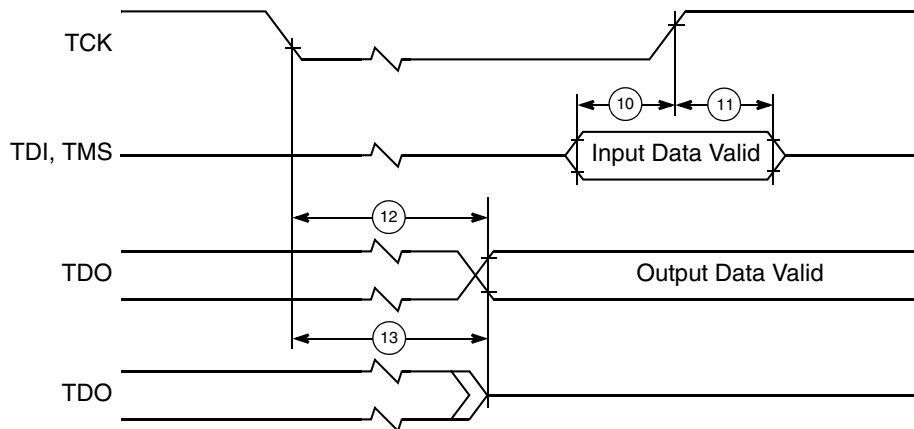 TCK
10
11
TDI, TMS
Input Data Valid
12
TDO
Output Data Valid
13
TDO